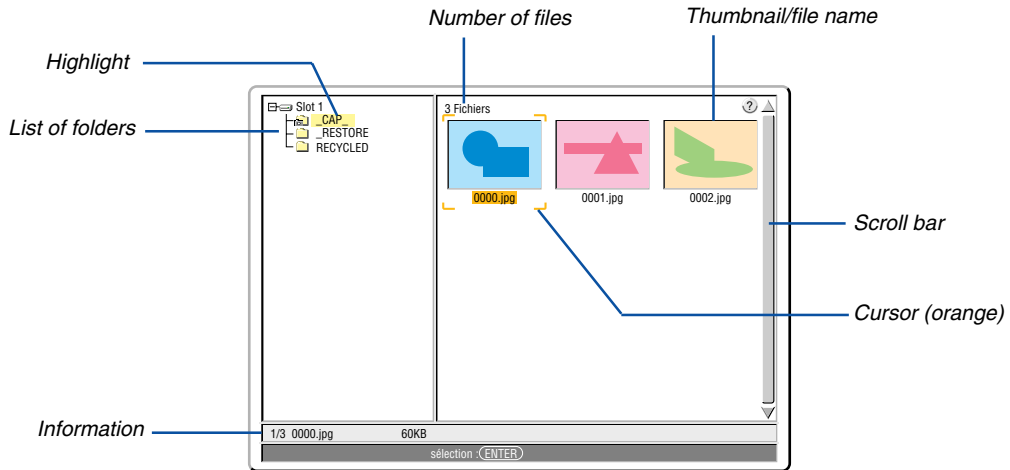 Number of files
Thumbnail/file name
Highlight
List of folders
Slot 1
_CAP_
_RESTORE
RECYCLED
3 Fichiers
?
0000.jpg
0001.jpg
0002.jpg
Scroll bar
Cursor (orange)
Information
1/3 0000.jpg 60KB
sélection :ENTER